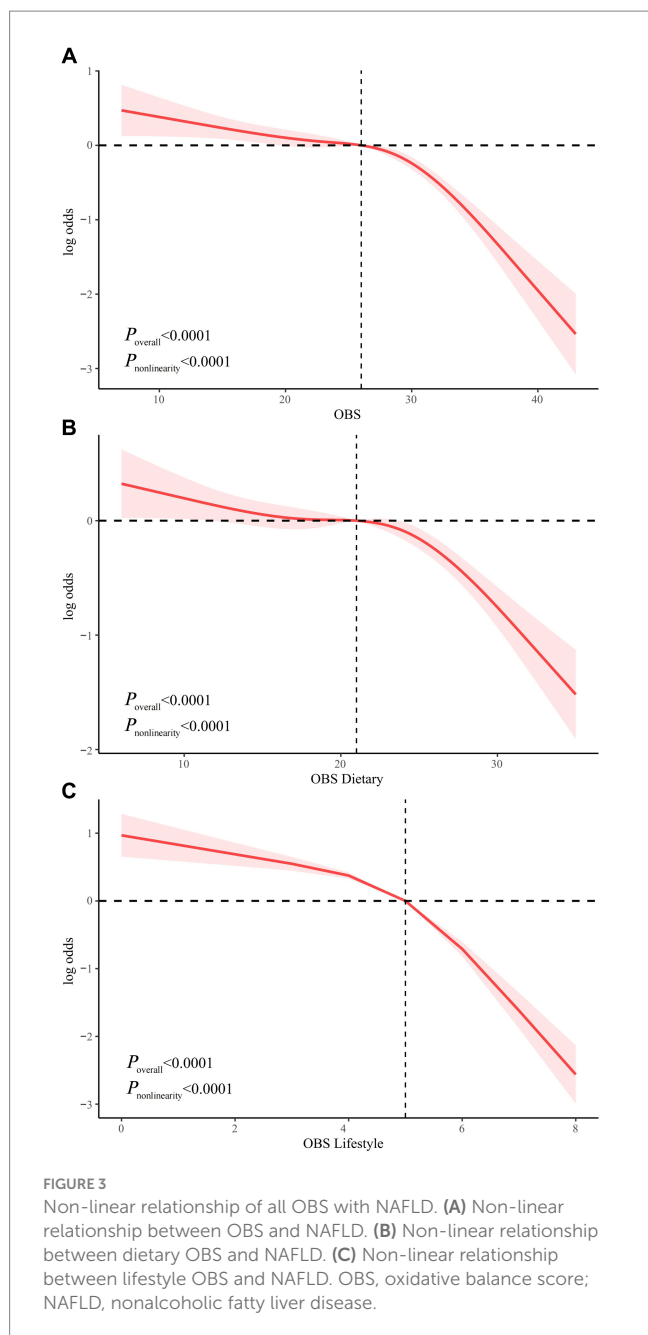 A
1
0
−1
−2
−3
log odds
P overall <0.0001
P nonlinearity <0.0001
10 20 30 40
OBS
B
0
−1
−2
log odds
P overall <0.0001
P nonlinearity <0.0001
10 20 30
OBS Dietary
C
1
0
−1
−2
−3
log odds
P overall <0.0001
P nonlinearity <0.0001
0 2 4 6 8
OBS Lifestyle
FIGURE 3
Non-linear relationship of all OBS with NAFLD. (A) Non-linear
relationship between OBS and NAFLD. (B) Non-linear relationship
between dietary OBS and NAFLD. (C) Non-linear relationship
between lifestyle OBS and NAFLD. OBS, oxidative balance score;
NAFLD, nonalcoholic fatty liver disease.